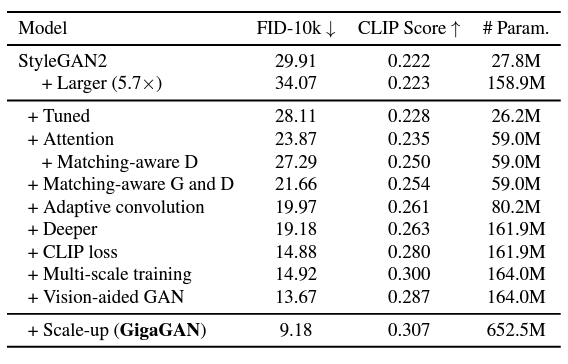 Model FID-10k ↓ CLIP Score ↑ # Param.
StyleGAN2 29.91 0.222 27.8M
+ Larger (5.7×) 34.07 0.223 158.9M
+ Tuned 28.11 0.228 26.2M
+ Attention 23.87 0.235 59.0M
+ Matching-aware D 27.29 0.250 59.0M
+ Matching-aware G and D 21.66 0.254 59.0M
+ Adaptive convolution 19.97 0.261 80.2M
+ Deeper 19.18 0.263 161.9M
+ CLIP loss 14.88 0.280 161.9M
+ Multi-scale training 14.92 0.300 164.0M
+ Vision-aided GAN 13.67 0.287 164.0M
+ Scale-up (GigaGAN) 9.18 0.307 652.5M